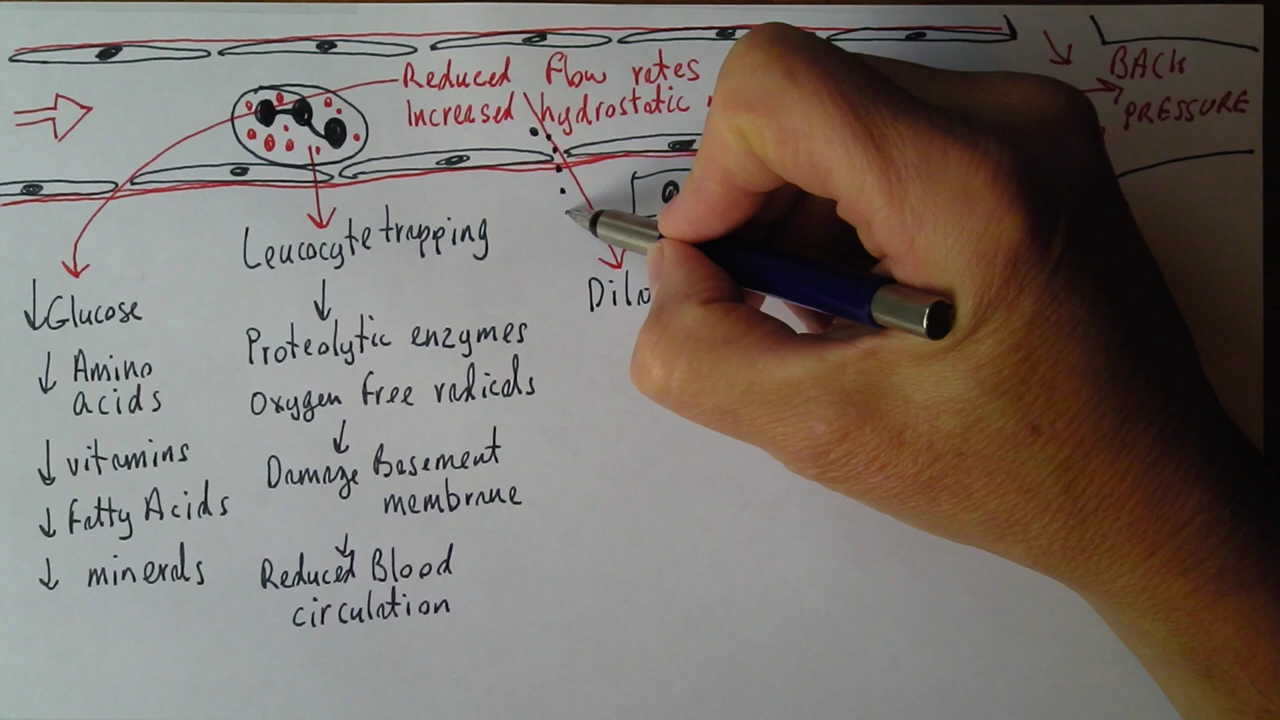 Reduced Flow rates
Increased hydrostatic
BACK
PRESSURE
Leucocyte trapping
↓ Glucose
↓ Amino
acids
↓ vitamins
↓ Fatty Acids
↓ minerals
↓
Proteolytic enzymes
Oxygen free radicals
↓
Damage Basement
membrane
↓
Reduced Blood
circulation